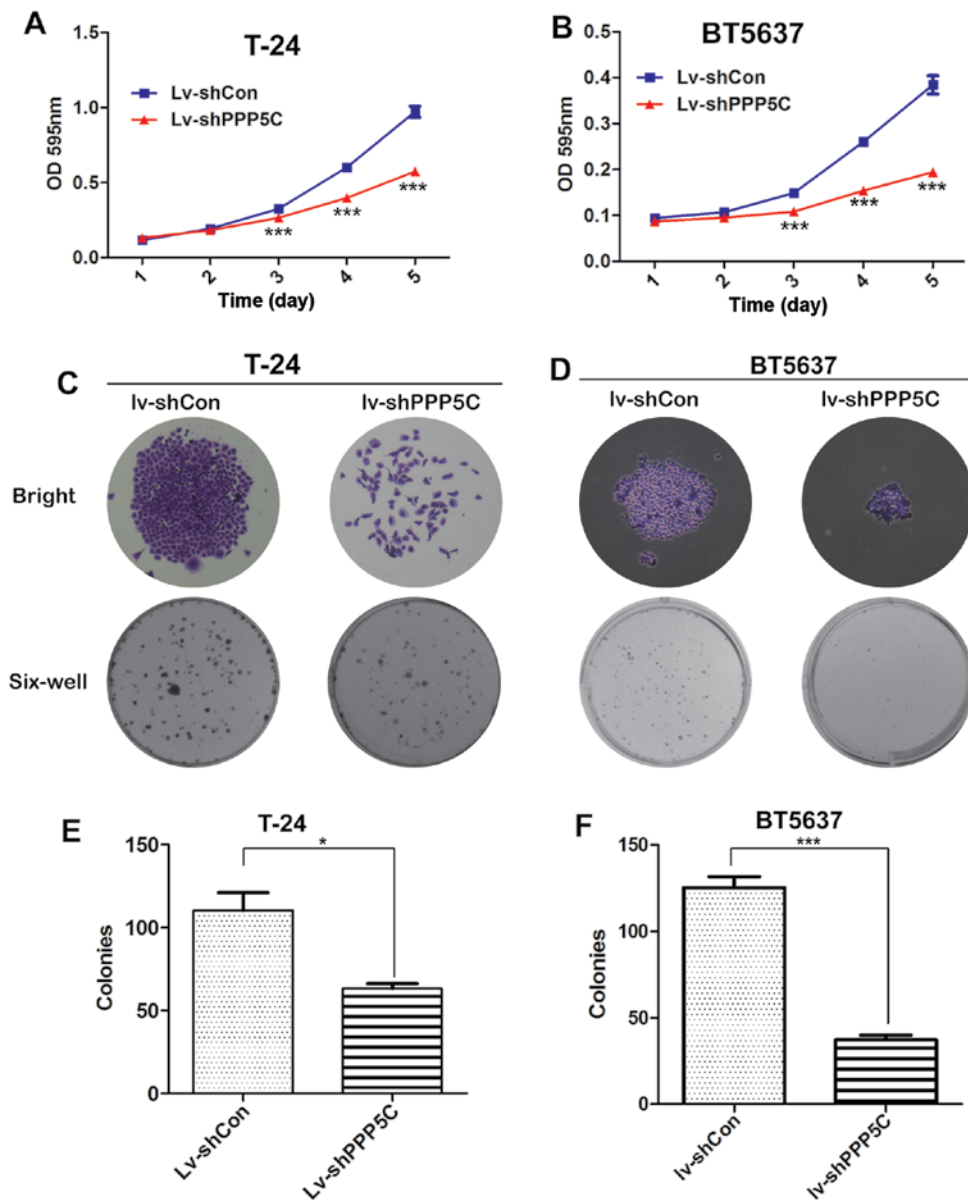 A
T-24
1.5
1.0
0.5
0.0
OD 595nm
Lv-shCon
Lv-shPPP5C
***
***
***
1
2
3
4
5
Time (day)
B
BT5637
0.5
0.4
0.3
0.2
0.1
0.0
OD 595nm
Lv-shCon
Lv-shPPP5C
***
***
***
1
2
3
4
5
Time (day)
C
T-24
lv-shCon
lv-shPPP5C
D
BT5637
lv-shCon
lv-shPPP5C
Bright
Six-well
E
T-24
150
100
50
0
Colonies
*
Lv-shCon
Lv-shPPP5C
F
BT5637
150
100
50
0
Colonies
***
lv-shCon
lv-shPPP5C